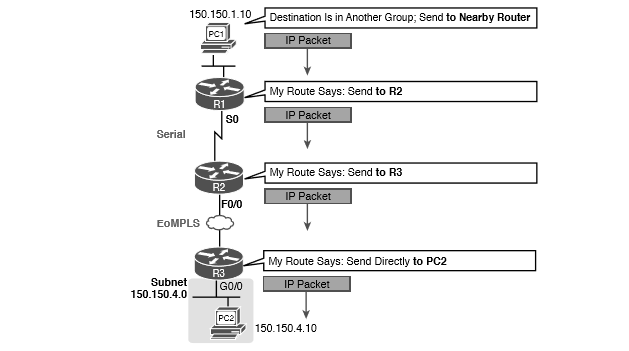 150.150.1.10
Destination Is in Another Group; Send to Nearby Router
PC1
IP Packet
My Route Says: Send to R2
R1
S0
IP Packet
Serial
My Route Says: Send to R3
R2
IP Packet
F0/0
EoMPLS
My Route Says: Send Directly to PC2
R3
Subnet
150.150.4.0
G0/0
IP Packet
PC2
150.150.4.10